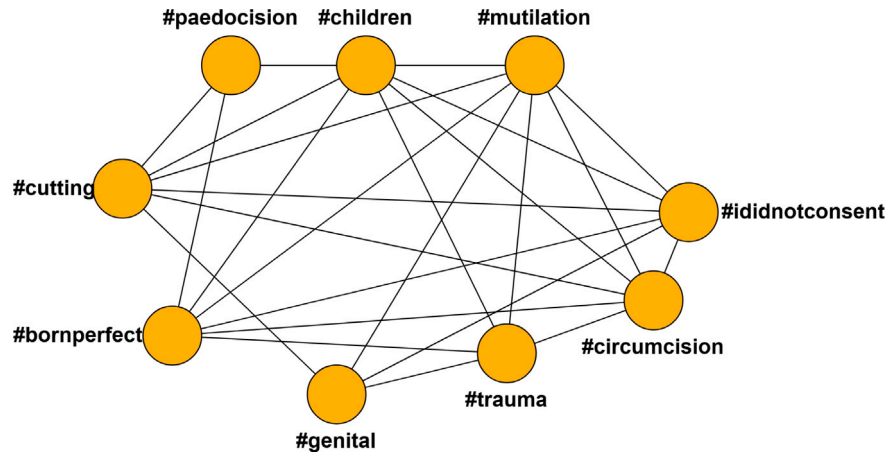 #paedocision
#children
#mutilation
#cutting
#ididnotconsent
#bornperfect
#circumcision
#trauma
#genital